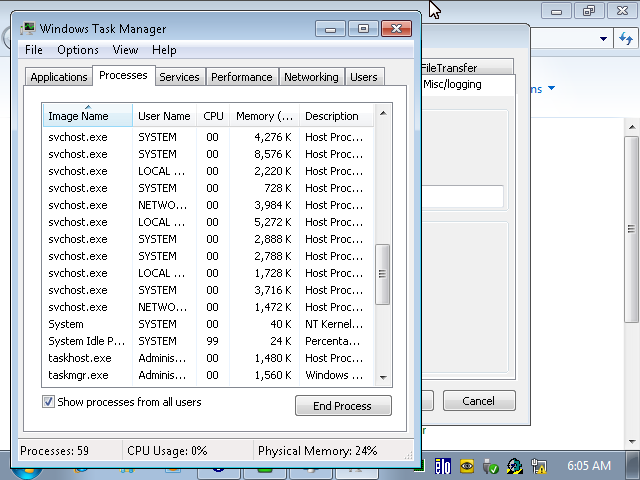 Windows Task Manager
File Options View Help
Applications Processes Services Performance Networking Users
Image Name User Name CPU Memory (... Description
svchost.exe SYSTEM 00 4,276 K Host Proc...
svchost.exe SYSTEM 00 8,576 K Host Proc...
svchost.exe LOCAL ... 00 2,220 K Host Proc...
svchost.exe SYSTEM 00 728 K Host Proc...
svchost.exe NETWO... 00 3,984 K Host Proc...
svchost.exe LOCAL ... 00 5,272 K Host Proc...
svchost.exe SYSTEM 00 2,888 K Host Proc...
svchost.exe SYSTEM 00 2,788 K Host Proc...
svchost.exe LOCAL ... 00 1,728 K Host Proc...
svchost.exe SYSTEM 00 3,716 K Host Proc...
svchost.exe NETWO... 00 1,472 K Host Proc...
System SYSTEM 00 40 K NT Kernel...
System Idle P... SYSTEM 99 24 K Percenta...
taskhost.exe Adminis... 00 1,480 K Host Proc...
taskmgr.exe Adminis... 00 1,560 K Windows ...
Show processes from all users
End Process
Processes: 59 CPU Usage: 0% Physical Memory: 24%
FileTransfer
Misc/logging
ns
Cancel
r
6:05 AM